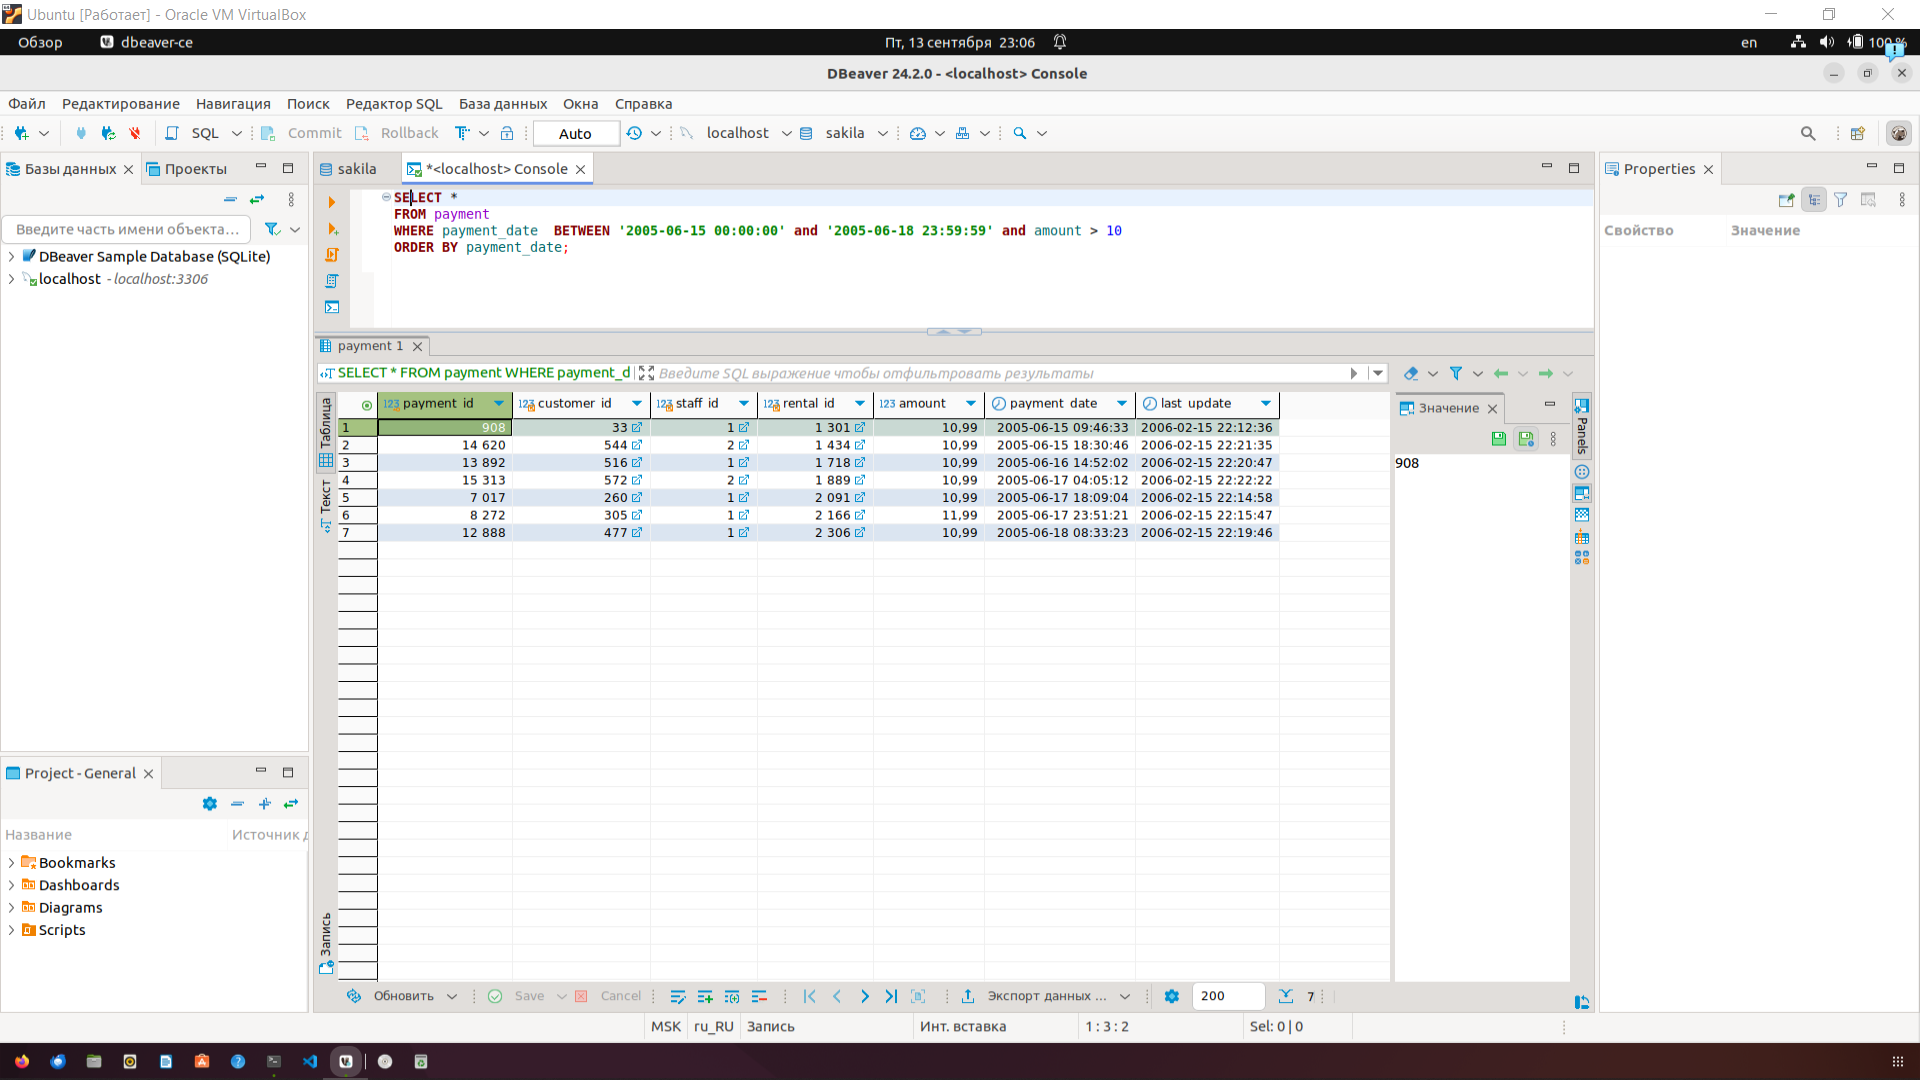 Ubuntu [Работает] - Oracle VM VirtualBox
Обзор dbeaver-ce Пт, 13 сентября 23:06 en 100 %
DBeaver 24.2.0 - <localhost> Console
Файл Редактирование Навигация Поиск Редактор SQL База данных Окна Справка
SQL Commit Rollback Auto localhost sakila
Базы данных Проекты
Введите часть имени объекта...
DBeaver Sample Database (SQLite)
localhost - localhost:3306
sakila *<localhost> Console
SELECT *
FROM payment
WHERE payment_date BETWEEN '2005-06-15 00:00:00' and '2005-06-18 23:59:59' and amount > 10
ORDER BY payment_date;
payment 1
SELECT * FROM payment WHERE payment_d Введите SQL выражение чтобы отфильтровать результаты
Таблица
Текст
Запись
123 payment_id 123 customer_id 123 staff_id 123 rental_id 123 amount payment_date last_update
1 908 33 1 1 301 10,99 2005-06-15 09:46:33 2006-02-15 22:12:36
2 14 620 544 2 1 434 10,99 2005-06-15 18:30:46 2006-02-15 22:21:35
3 13 892 516 1 1 718 10,99 2005-06-16 14:52:02 2006-02-15 22:20:47
4 15 313 572 2 1 889 10,99 2005-06-17 04:05:12 2006-02-15 22:22:22
5 7 017 260 1 2 091 10,99 2005-06-17 18:09:04 2006-02-15 22:14:58
6 8 272 305 1 2 166 11,99 2005-06-17 23:51:21 2006-02-15 22:15:47
7 12 888 477 1 2 306 10,99 2005-06-18 08:33:23 2006-02-15 22:19:46
Значение
908
Panels
Properties
Свойство Значение
Project - General
Название Источник д
Bookmarks
Dashboards
Diagrams
Scripts
Обновить Save Cancel Экспорт данных ... 200 7
MSK ru_RU Запись Инт. вставка 1 : 3 : 2 Sel: 0 | 0